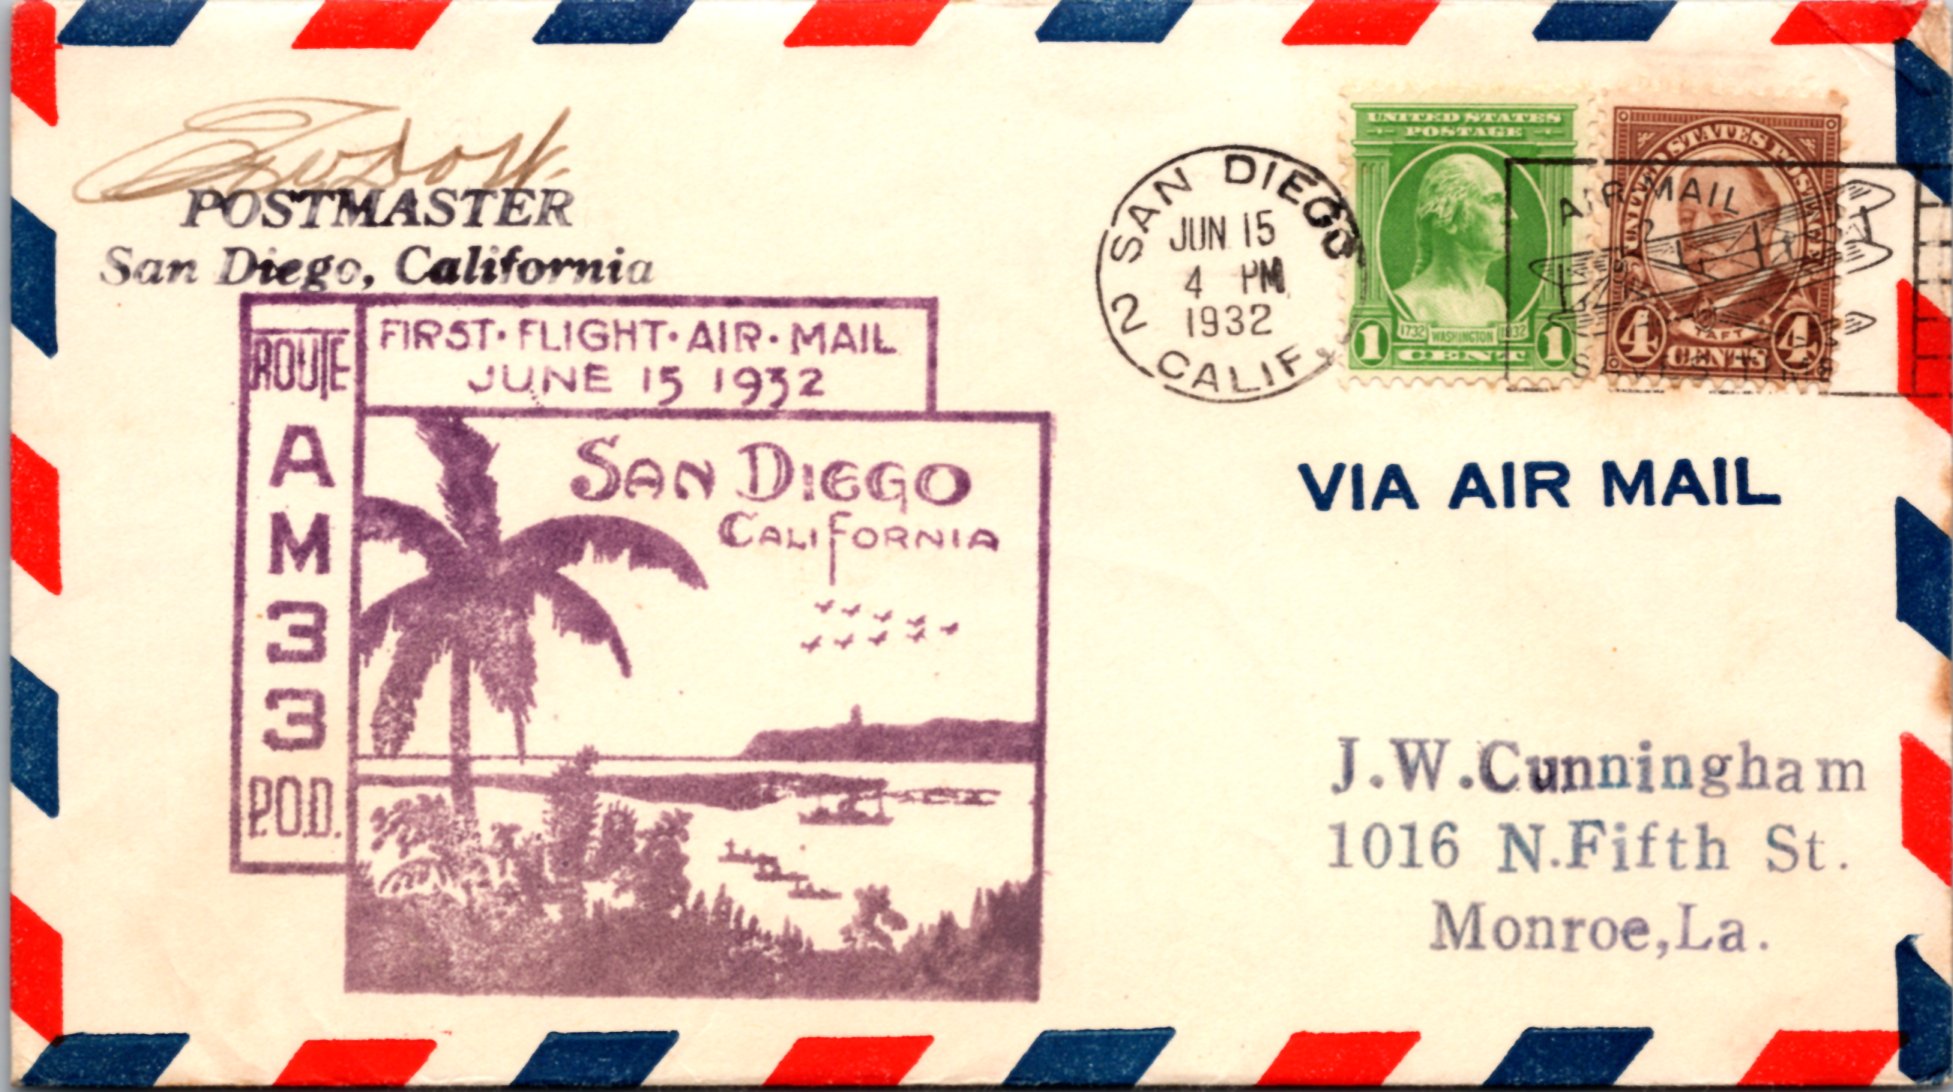 POSTMASTER
San Diego, California
ROUTE
AM33
P.O.D.
FIRST·FLIGHT·AIR·MAIL
JUNE 15 1932
SAN DIEGO
CALIFORNIA
SAN DIEGO
JUN 15
4 PM
1932
2 CALIF.
UNITED STATES
POSTAGE
1732 WASHINGTON 1932
1 CENT 1
AIR MAIL
UNITED STATES POSTAGE
TAFT
4 CENTS 4
VIA AIR MAIL
J.W.Cunningham
1016 N.Fifth St.
Monroe,La.